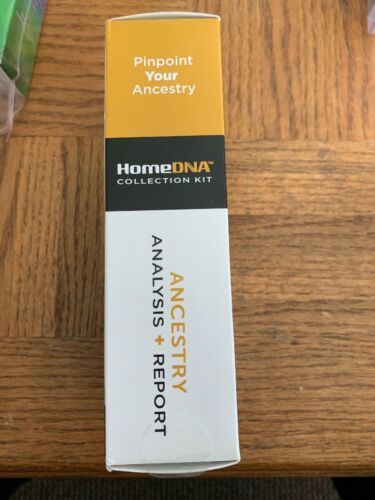 Pinpoint
Your
Ancestry
HomeDNA™
COLLECTION KIT
ANCESTRY
ANALYSIS + REPORT